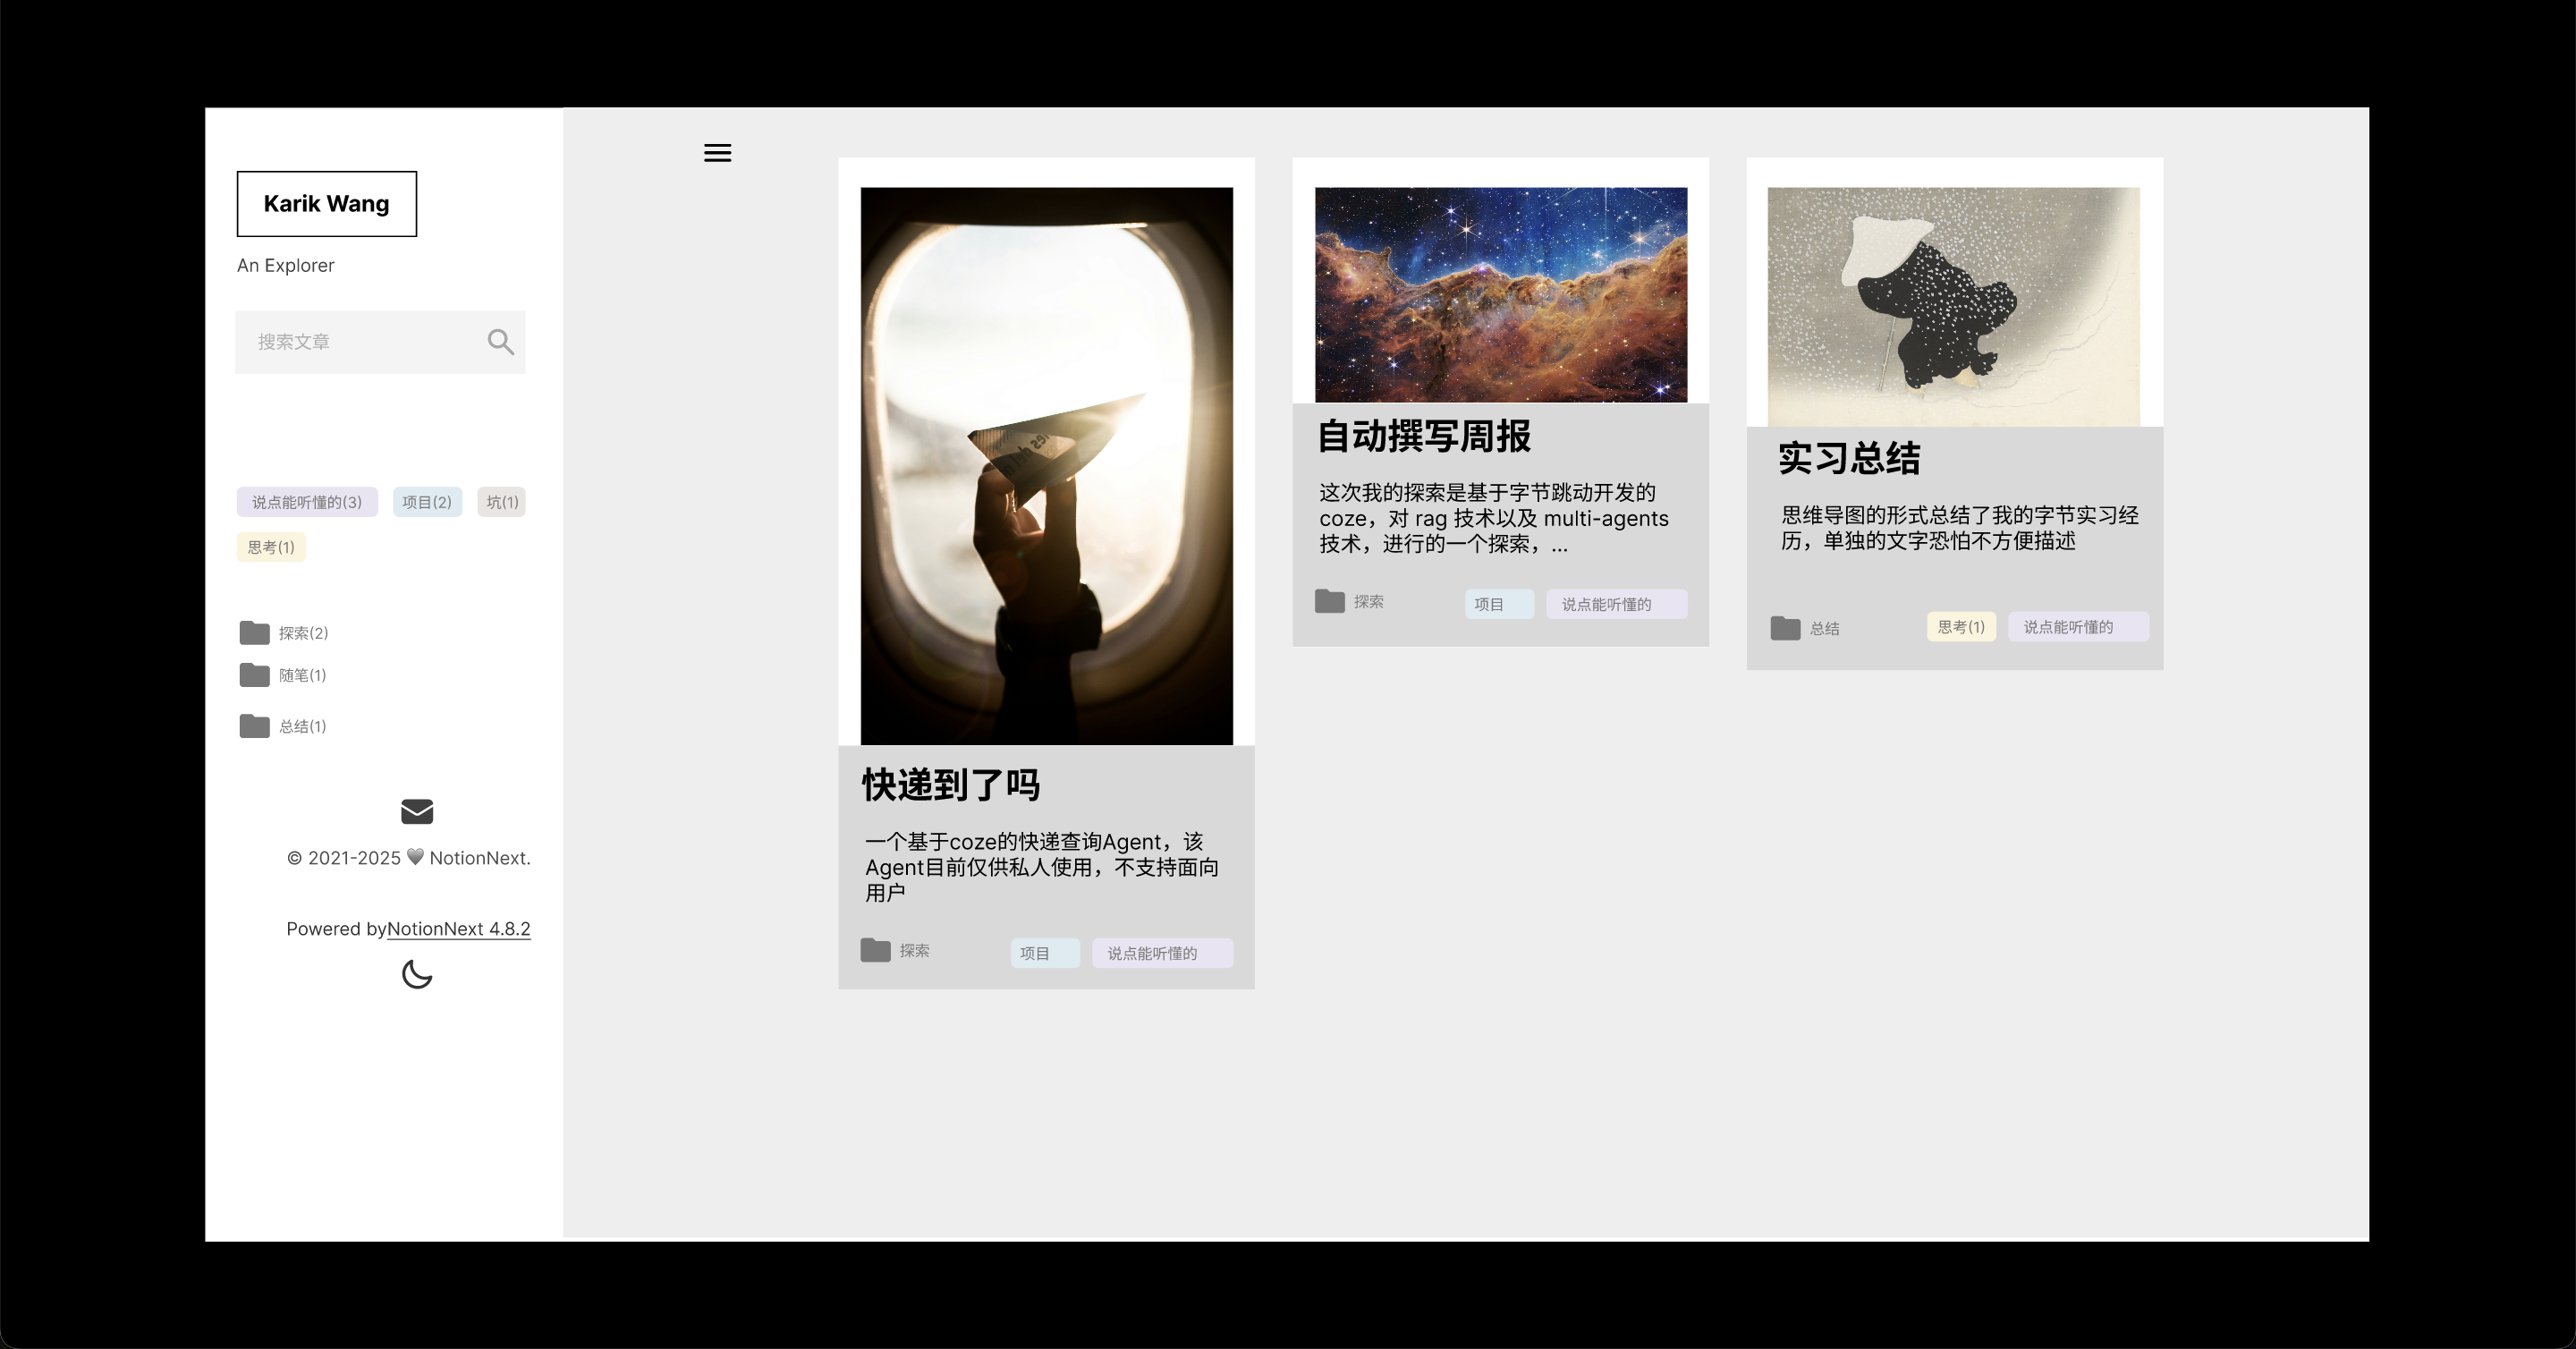 Karik Wang
An Explorer
搜索文章
说点能听懂的(3) 项目(2) 坑(1)
思考(1)
探索(2)
随笔(1)
总结(1)
© 2021-2025 🩶 NotionNext.
Powered byNotionNext 4.8.2
快递到了吗
一个基于coze的快递查询Agent，该
Agent目前仅供私人使用，不支持面向
用户
探索 项目 说点能听懂的
自动撰写周报
这次我的探索是基于字节跳动开发的
coze，对 rag 技术以及 multi-agents
技术，进行的一个探索，...
探索 项目 说点能听懂的
实习总结
思维导图的形式总结了我的字节实习经
历，单独的文字恐怕不方便描述
总结 思考(1) 说点能听懂的